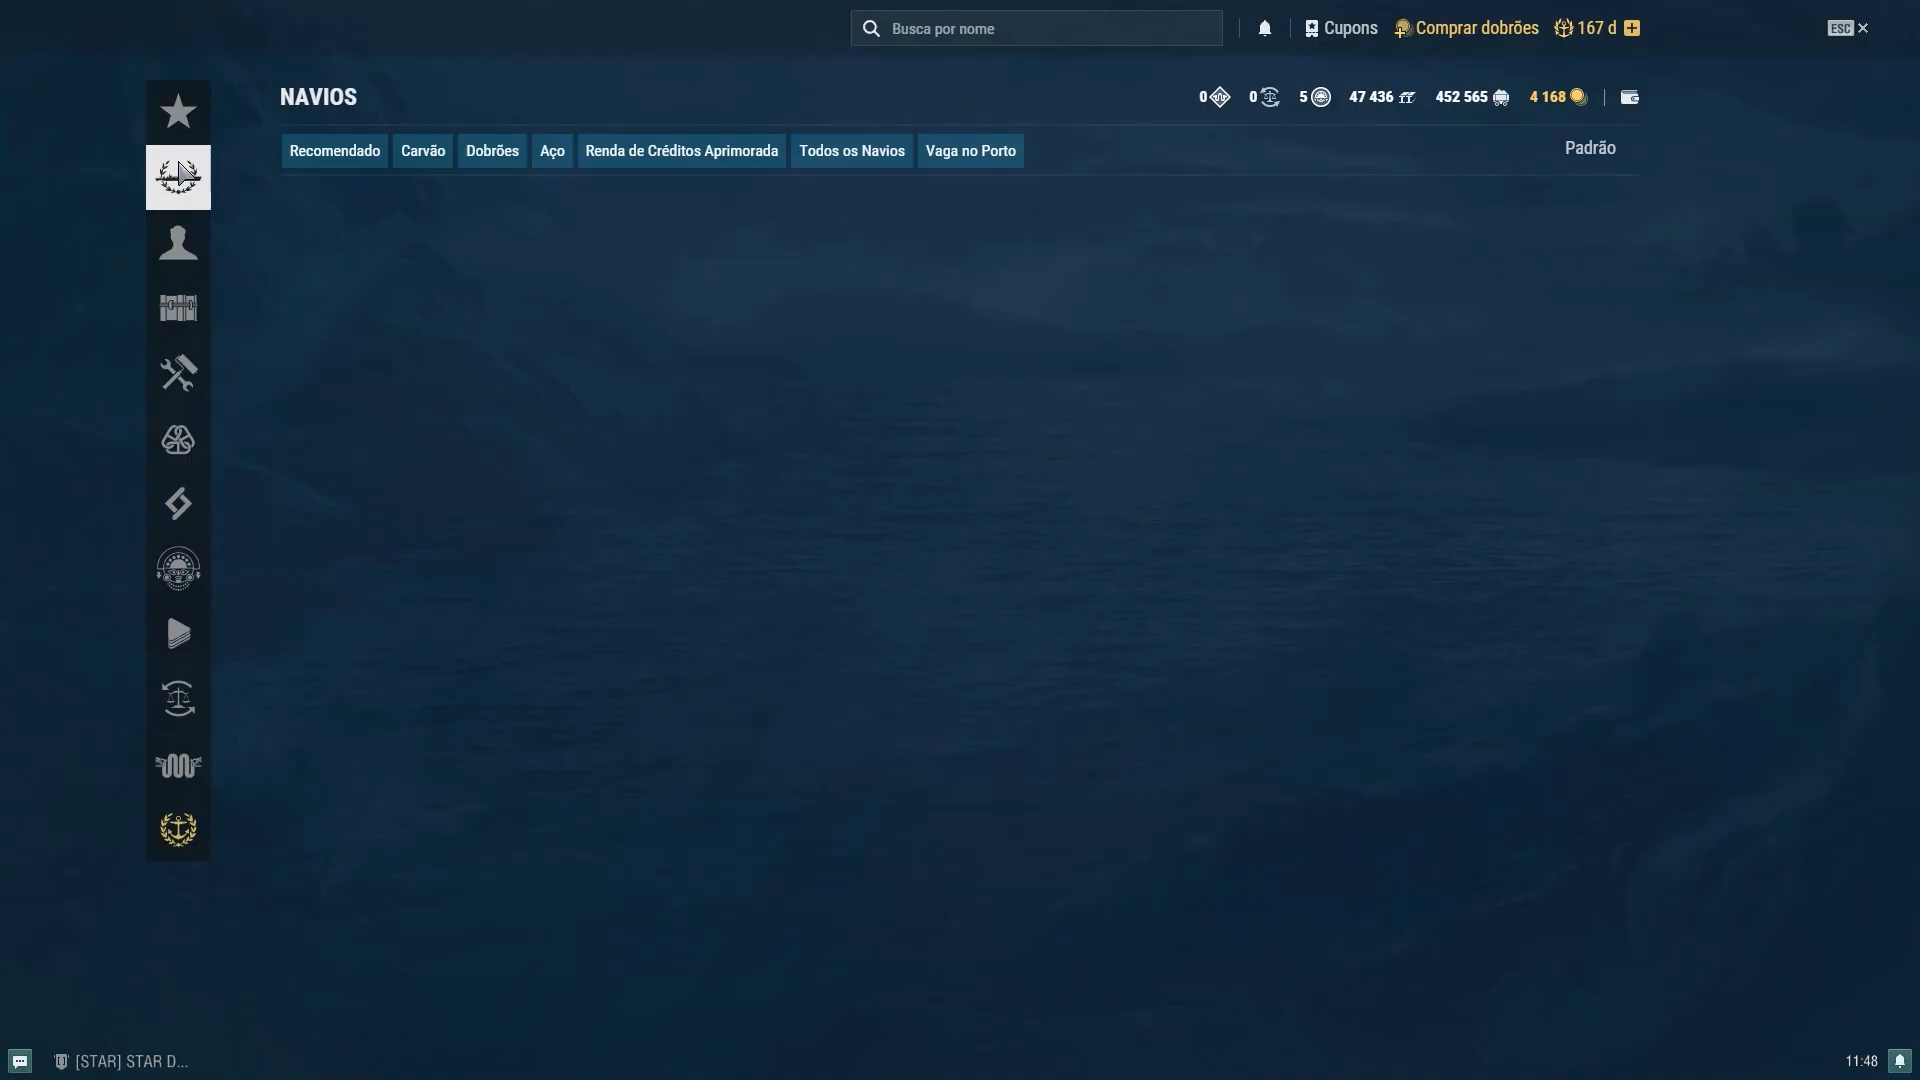 Busca por nome
Cupons
Comprar dobrões
167 d
ESC
NAVIOS
0 0 5 47 436 452 565 4 168
Recomendado Carvão Dobrões Aço Renda de Créditos Aprimorada Todos os Navios Vaga no Porto
Padrão
[STAR] STAR D...
11:48